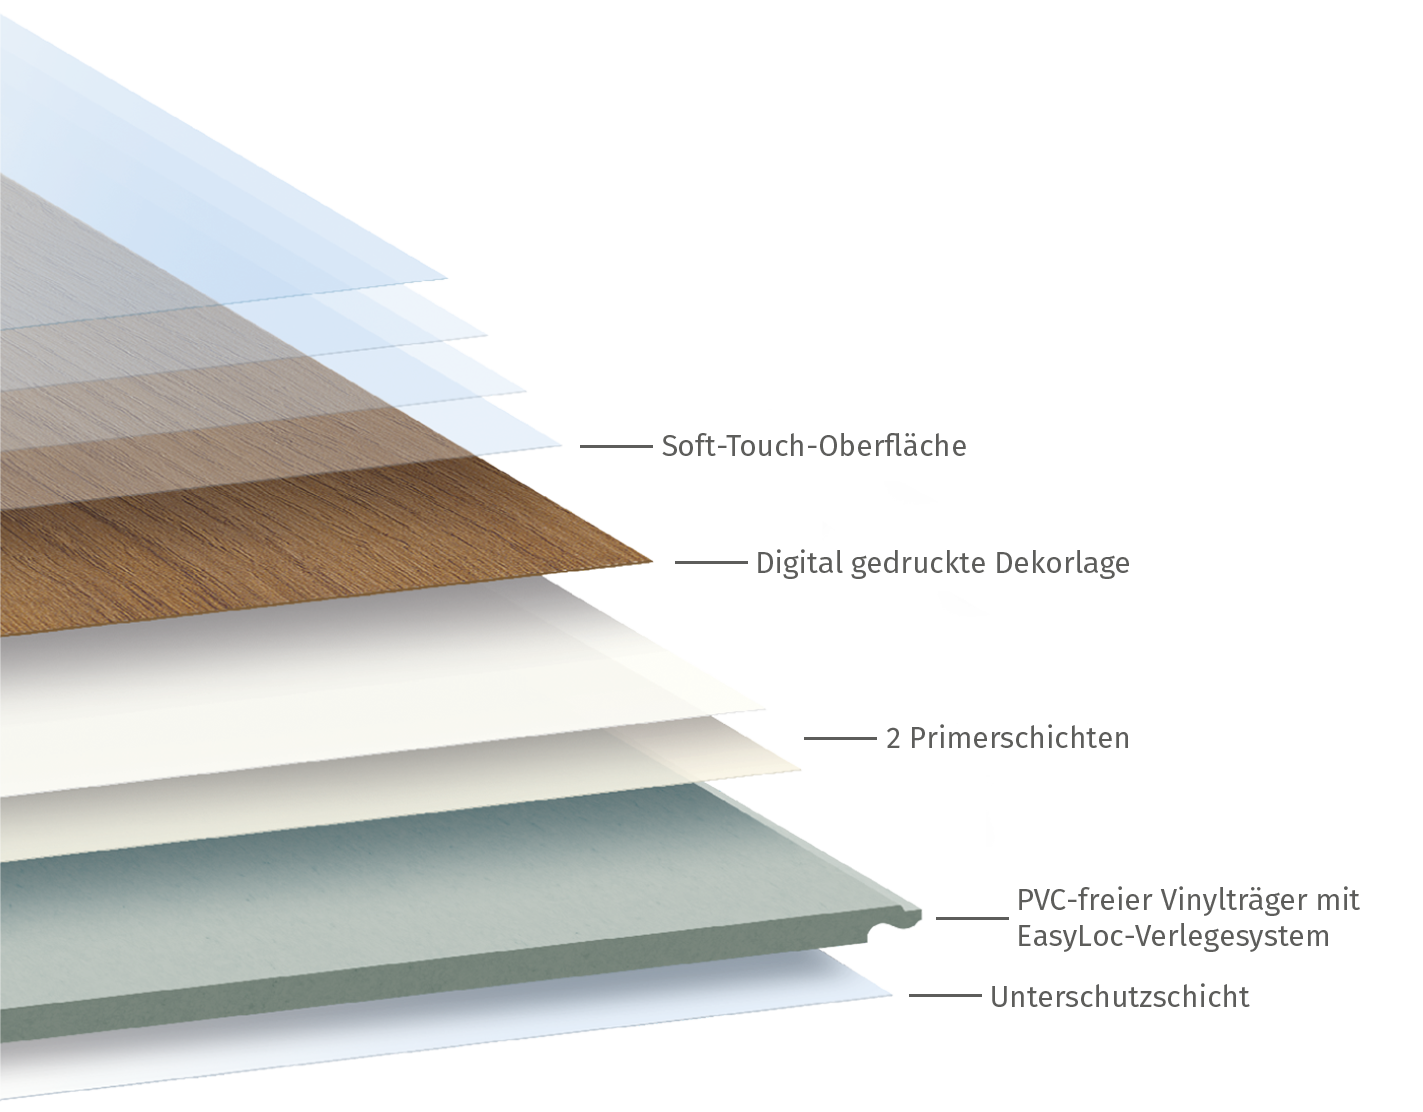 Soft-Touch-Oberfläche
Digital gedruckte Dekorlage
2 Primerschichten
PVC-freier Vinylträger mit
EasyLoc-Verlegesystem
Unterschutzschicht